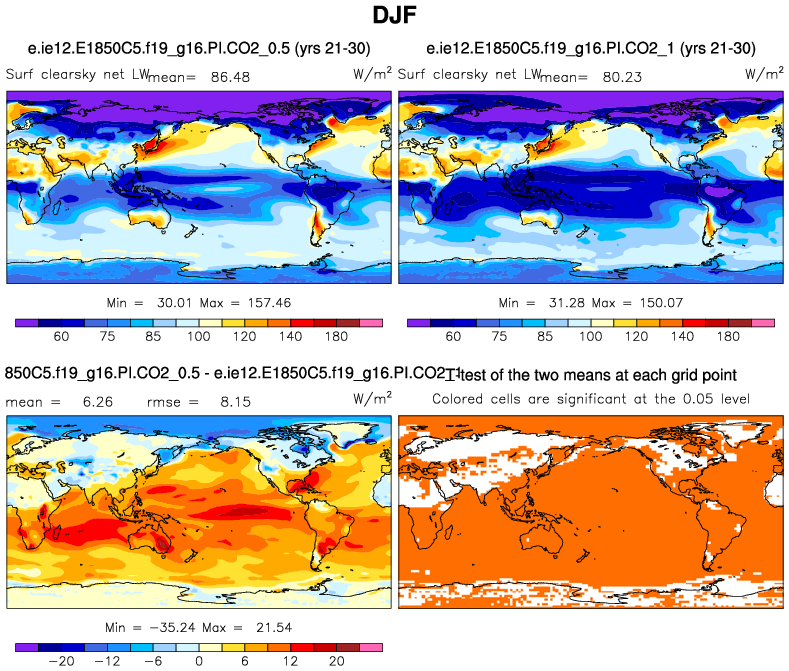 DJF
e.ie12.E1850C5.f19_g16.PI.CO2_0.5 (yrs 21-30)
Surf clearsky net LW mean= 86.48 W/m²
e.ie12.E1850C5.f19_g16.PI.CO2_1 (yrs 21-30)
Surf clearsky net LW mean= 80.23 W/m²
Min = 30.01 Max = 157.46
60 75 85 100 120 140 180
Min = 31.28 Max = 150.07
60 75 85 100 120 140 180
850C5.f19_g16.PI.CO2_0.5 - e.ie12.E1850C5.f19_g16.PI.CO2_1
mean = 6.26 rmse = 8.15 W/m²
T-test of the two means at each grid point
Colored cells are significant at the 0.05 level
Min = −35.24 Max = 21.54
−20 −12 −6 0 6 12 20